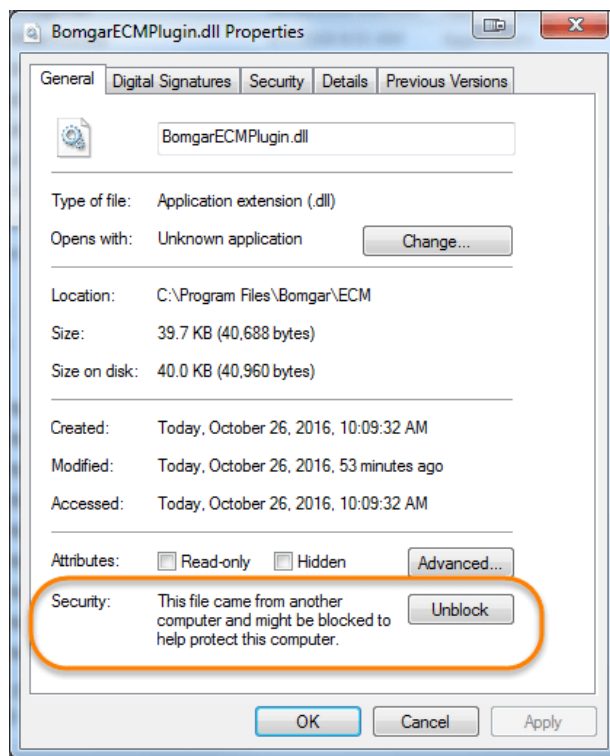 BomgarECMPlugin.dll Properties
General Digital Signatures Security Details Previous Versions
BomgarECMPlugin.dll
Type of file: Application extension (.dll)
Opens with: Unknown application Change...
Location: C:\Program Files\Bomgar\ECM
Size: 39.7 KB (40,688 bytes)
Size on disk: 40.0 KB (40,960 bytes)
Created: Today, October 26, 2016, 10:09:32 AM
Modified: Today, October 26, 2016, 53 minutes ago
Accessed: Today, October 26, 2016, 10:09:32 AM
Attributes: Read-only Hidden Advanced...
Security: This file came from another
computer and might be blocked to
help protect this computer.
Unblock
OK Cancel Apply